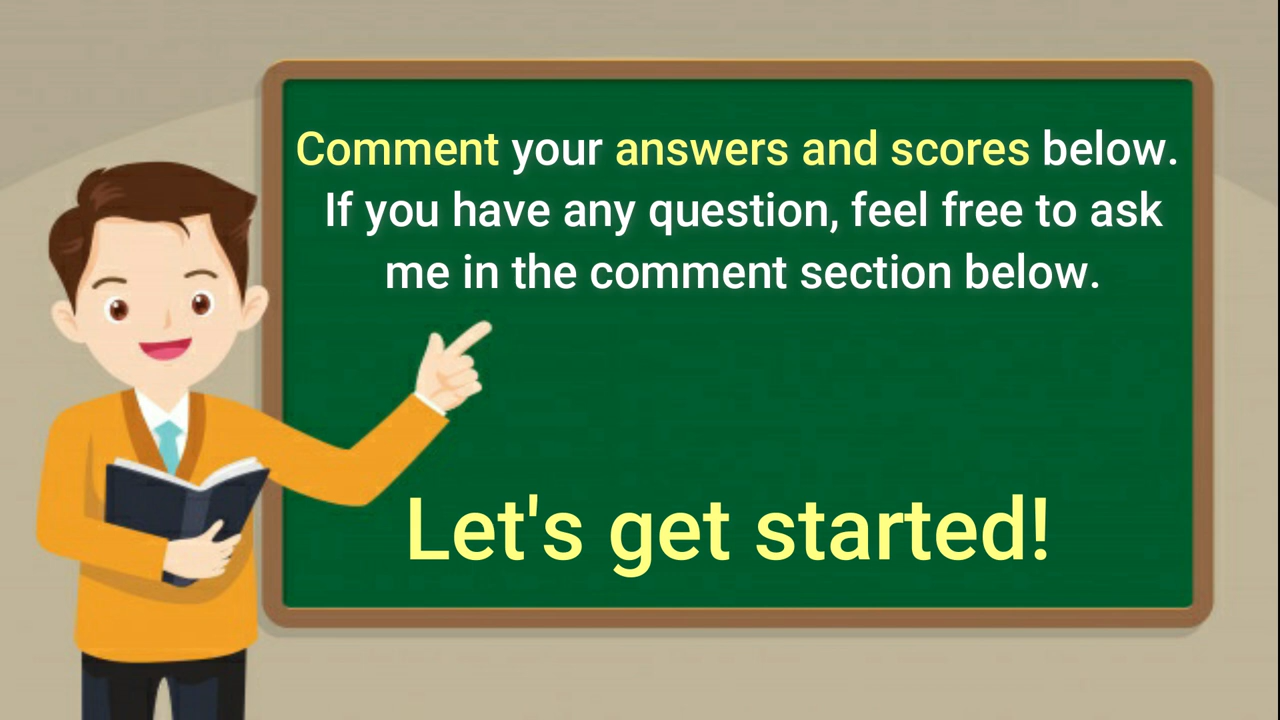 Comment your answers and scores below.
If you have any question, feel free to ask
me in the comment section below.
Let's get started!